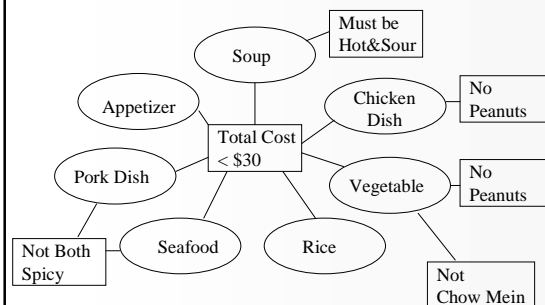 Must be
Hot&Sour
Soup
Appetizer
Chicken
Dish
No
Peanuts
Total Cost
< $30
Pork Dish
Vegetable
No
Peanuts
Not Both
Spicy
Seafood
Rice
Not
Chow Mein